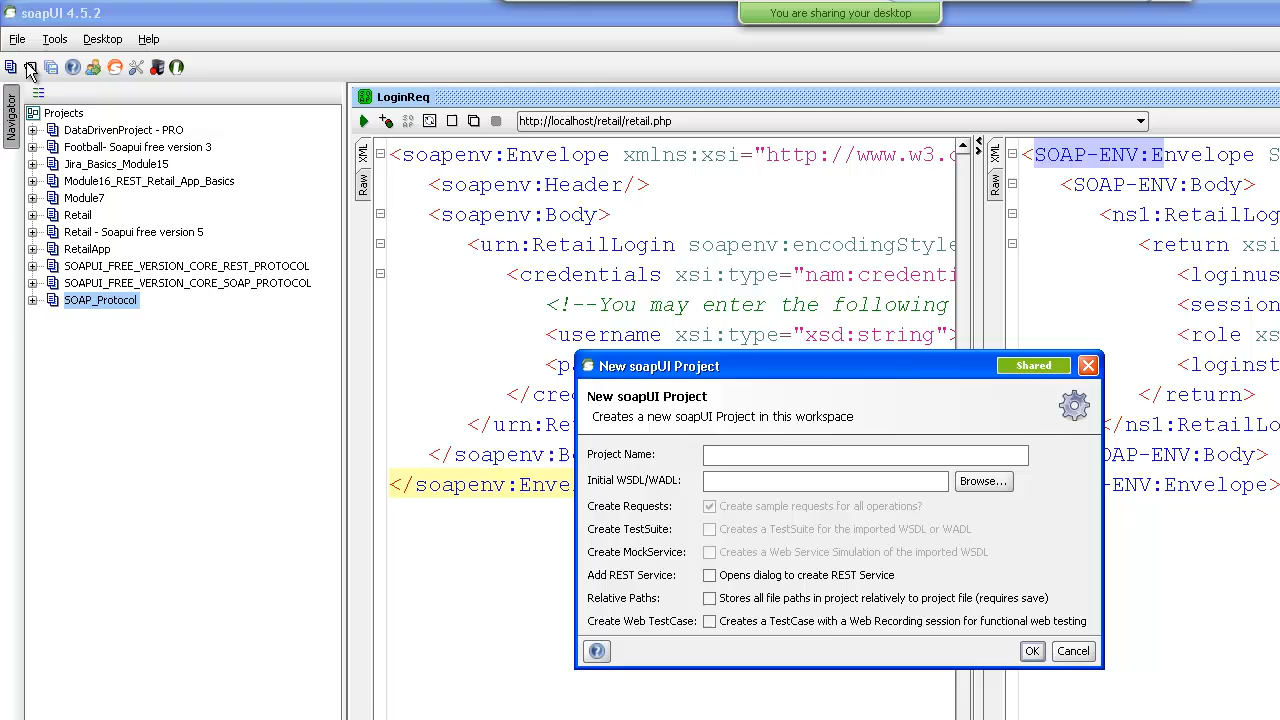 soapUI 4.5.2
You are sharing your desktop
File Tools Desktop Help
Navigator
Projects
DataDrivenProject - PRO
Football- Soapui free version 3
Jira_Basics_Module15
Module16_REST_Retail_App_Basics
Module7
Retail
Retail - Soapui free version 5
RetailApp
SOAPUI_FREE_VERSION_CORE_REST_PROTOCOL
SOAPUI_FREE_VERSION_CORE_SOAP_PROTOCOL
SOAP_Protocol
LoginReq
http://localhost/retail/retail.php
XML
Raw
<soapenv:Envelope xmlns:xsi="http://www.w3.c
<soapenv:Header/>
<soapenv:Body>
<urn:RetailLogin soapenv:encodingStyle
<credentials xsi:type="nam:credenti
<!--You may enter the following
<username xsi:type="xsd:string">
<p
</cre
</urn:Re
</soapenv:B
</soapenv:Enve
XML
Raw
<SOAP-ENV:Envelope S
<SOAP-ENV:Body>
<ns1:RetailLog
<return xsi
<loginus
<session
<role xs
<loginst
</return>
</ns1:RetailLo
OAP-ENV:Body>
AP-ENV:Envelope>
New soapUI Project
Shared
New soapUI Project
Creates a new soapUI Project in this workspace
Project Name:
Initial WSDL/WADL: Browse...
Create Requests: Create sample requests for all operations?
Create TestSuite: Creates a TestSuite for the imported WSDL or WADL
Create MockService: Creates a Web Service Simulation of the imported WSDL
Add REST Service: Opens dialog to create REST Service
Relative Paths: Stores all file paths in project relatively to project file (requires save)
Create Web TestCase: Creates a TestCase with a Web Recording session for functional web testing
OK Cancel